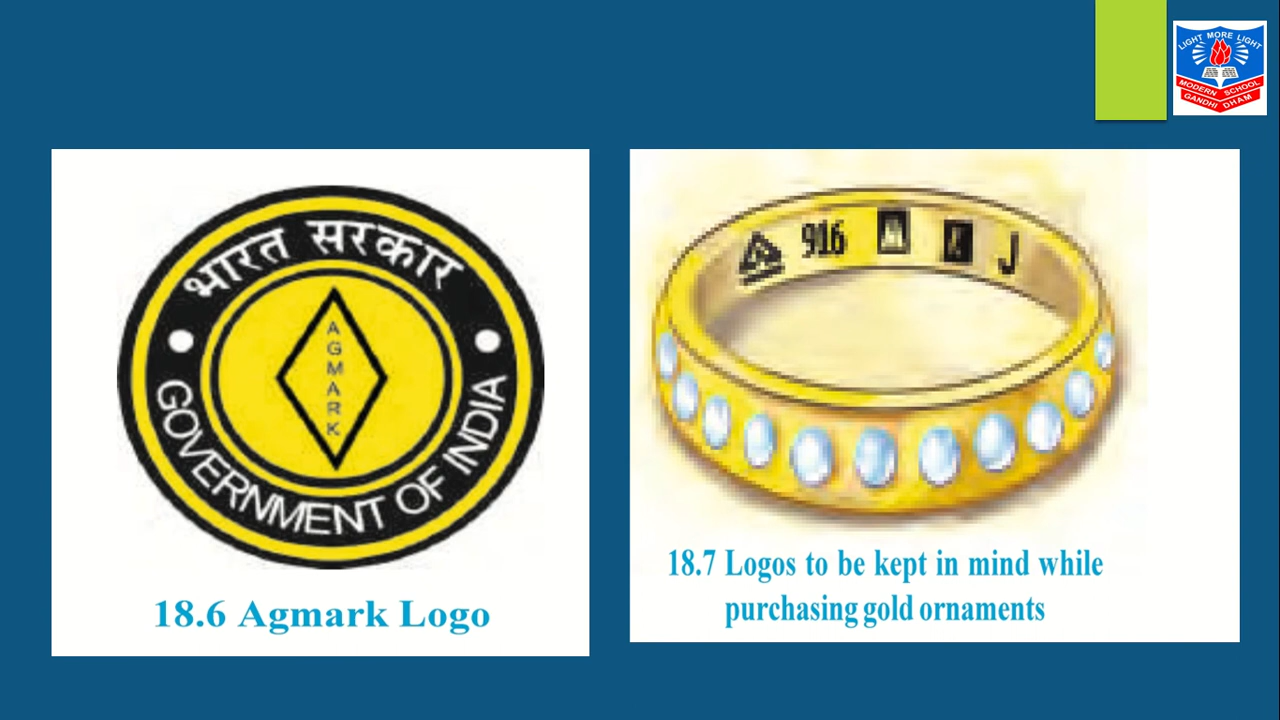 LIGHT MORE LIGHT
MODERN SCHOOL
GANDHI DHAM
भारत सरकार
AGMARK
GOVERNMENT OF INDIA
18.6 Agmark Logo
916
J
18.7 Logos to be kept in mind while
purchasing gold ornaments